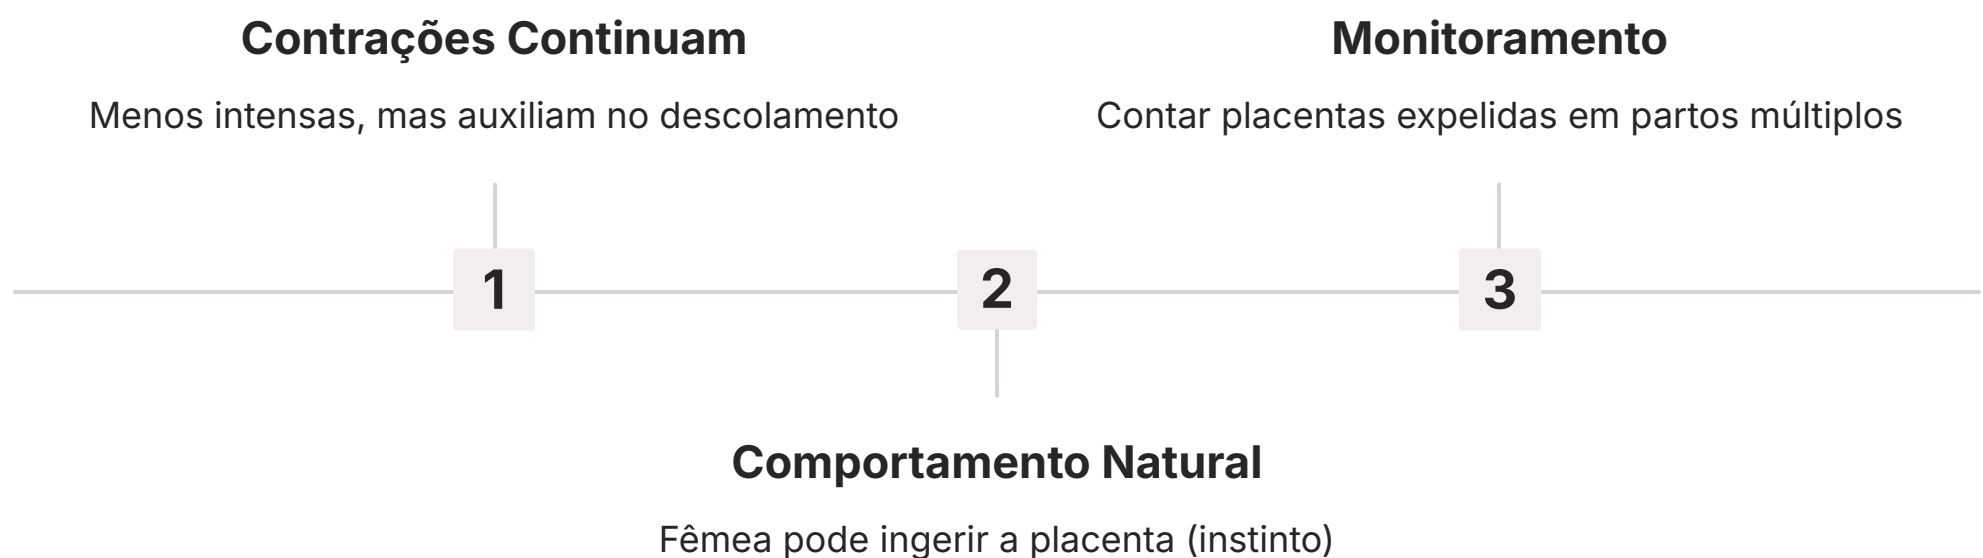 Contrações Continuam
Menos intensas, mas auxiliam no descolamento
Monitoramento
Contar placentas expelidas em partos múltiplos
1
2
3
Comportamento Natural
Fêmea pode ingerir a placenta (instinto)